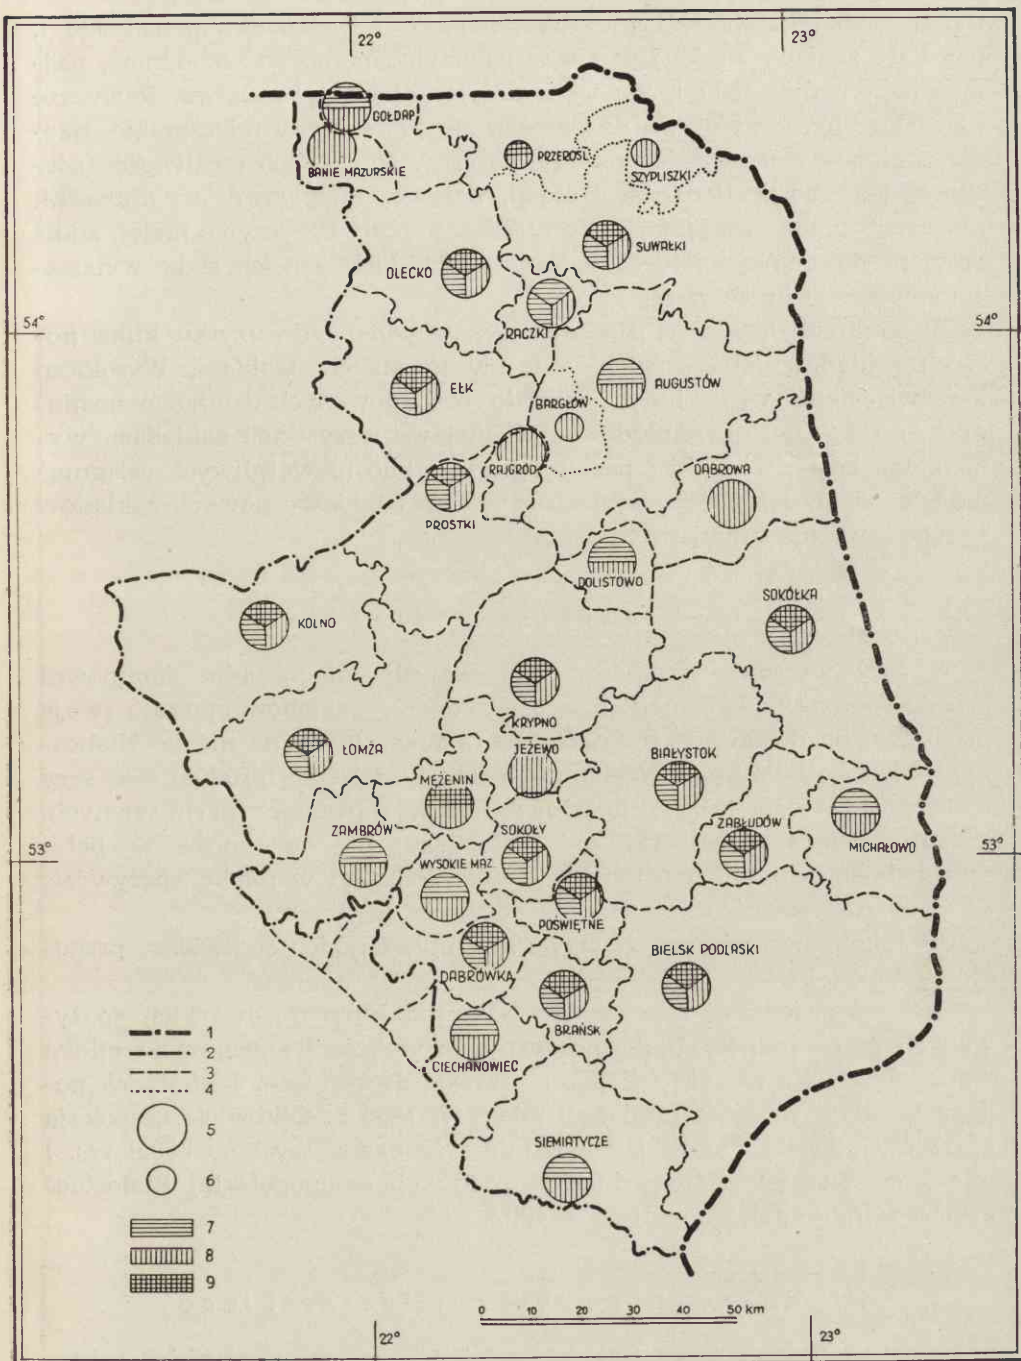 22°
23°
GOŁDAP
BANIE MAZURSKIE
PRZEROŚL
SZYPLISZKI
SUWAŁKI
OLECKO
54°
54°
RACZKI
EŁK
AUGUSTÓW
BARGŁÓW
RAJGRÓD
DĄBROWA
PROSTKI
DOLISTOWO
SOKÓŁKA
KOLNO
KRYPNO
JEŻEWO
ŁOMŻA
BIAŁYSTOK
MĘŻENIN
ZAMBRÓW
SOKOŁY
ZABŁUDÓW
MICHAŁOWO
53°
53°
WYSOKIE MAZ
POŚWIĘTNE
BIELSK PODLASKI
DĄBRÓWKA
BRAŃSK
CIECHANOWIEC
SIEMIATYCZE
1
2
3
4
5
6
7
8
9
0 10 20 30 40 50 km
22°
23°